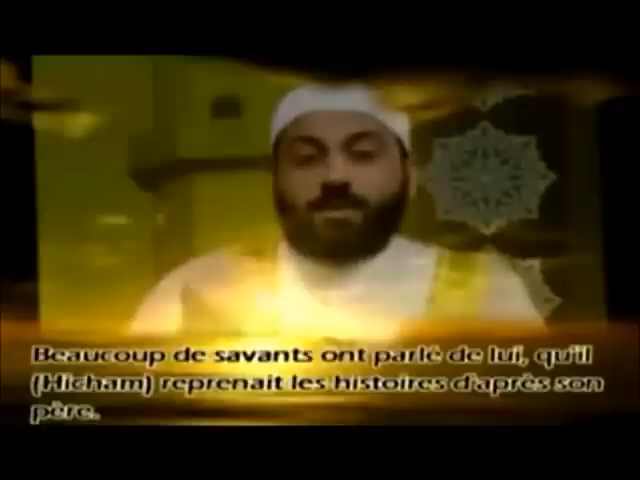 Beaucoup de savants ont parlé de lui, qu'il
(Hicham) reprenait les histoires d'après son
père.